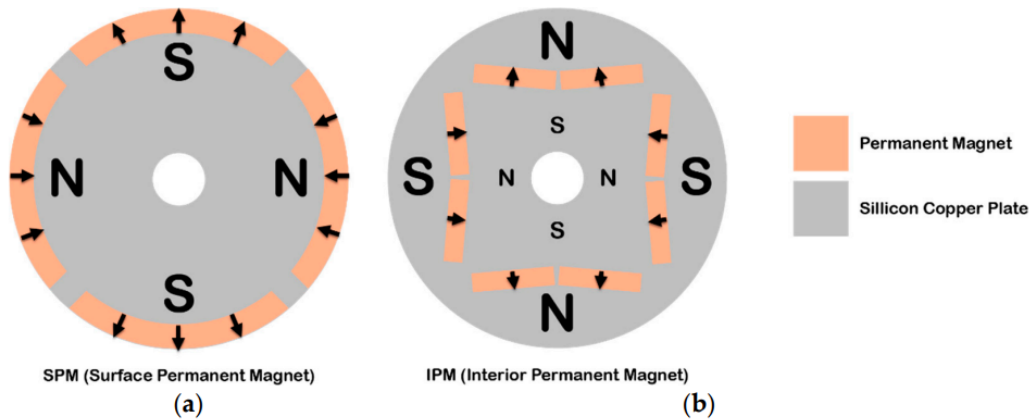 S
N
N
S
SPM (Surface Permanent Magnet)
(a)
N
S
S
N
N
S
S
N
IPM (Interior Permanent Magnet)
(b)
Permanent Magnet
Sillicon Copper Plate